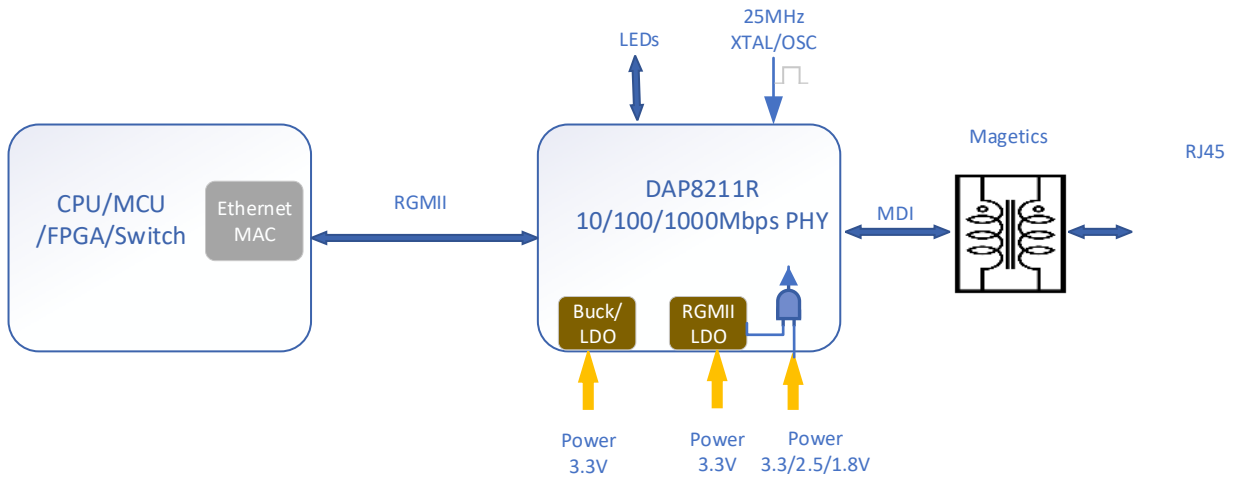 25MHz
XTAL/OSC
LEDs
Magetics
RJ45
CPU/MCU
/FPGA/Switch
Ethernet
MAC
RGMII
DAP8211R
10/100/1000Mbps PHY
MDI
Buck/
LDO
RGMII
LDO
Power
3.3V
Power
3.3V
Power
3.3/2.5/1.8V